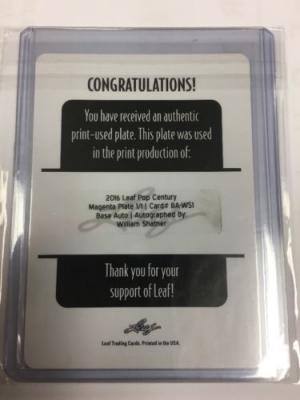 CONGRATULATIONS!
You have received an authentic
print-used plate. This plate was used
in the print production of:
2016 Leaf Pop Century
Magenta Plate 1/1 | Card# BA-WS1
Base Auto | Autographed By:
William Shatner
Thank you for your
support of Leaf!
Leaf
Leaf Trading Cards. Printed in the USA.